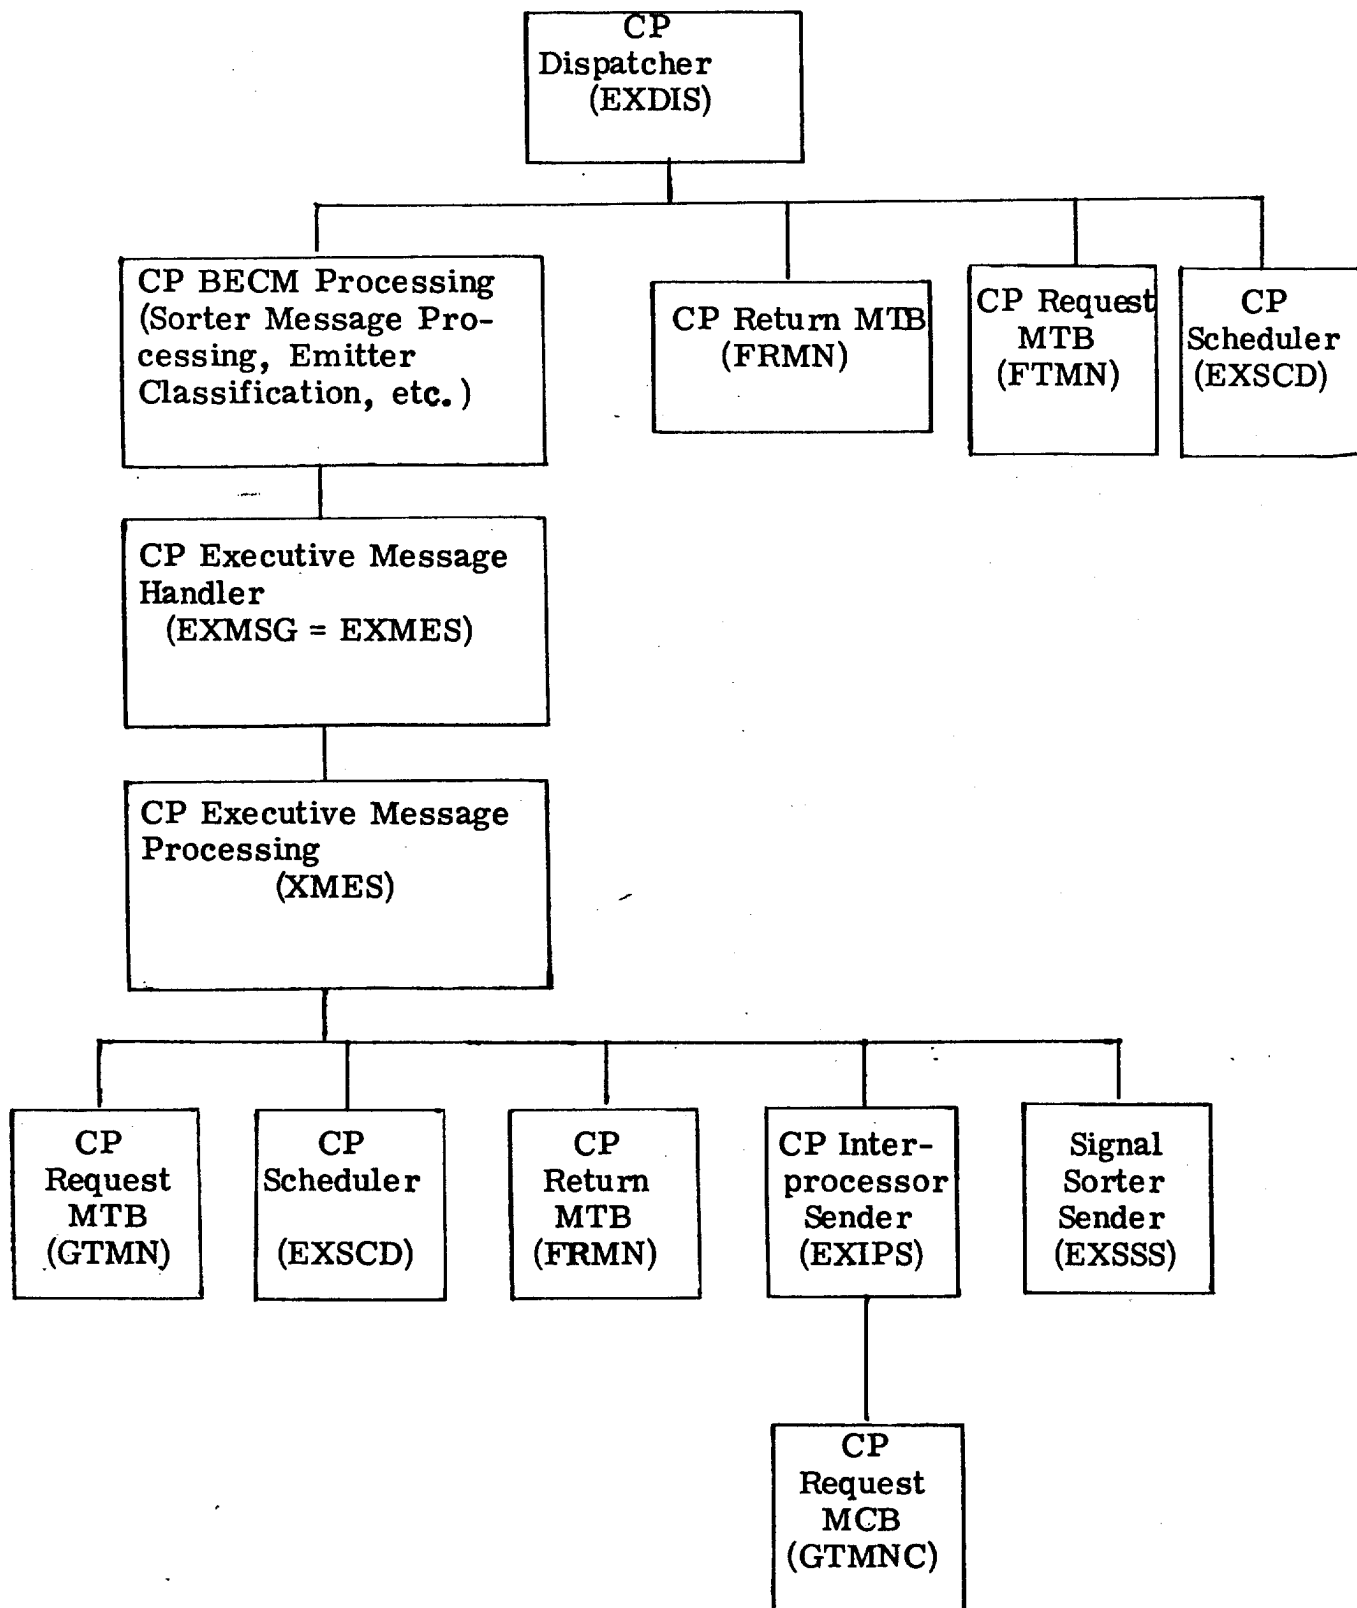 CP
Dispatcher
(EXDIS)
CP BECM Processing
(Sorter Message Pro-
cessing, Emitter
Classification, etc.)
CP Return MTB
(FRMN)
CP Request
MTB
(FTMN)
CP
Scheduler
(EXSCD)
CP Executive Message
Handler
(EXMSG = EXMES)
CP Executive Message
Processing
(XMES)
CP
Request
MTB
(GTMN)
CP
Scheduler
(EXSCD)
CP
Return
MTB
(FRMN)
CP Inter-
processor
Sender
(EXIPS)
Signal
Sorter
Sender
(EXSSS)
CP
Request
MCB
(GTMNC)